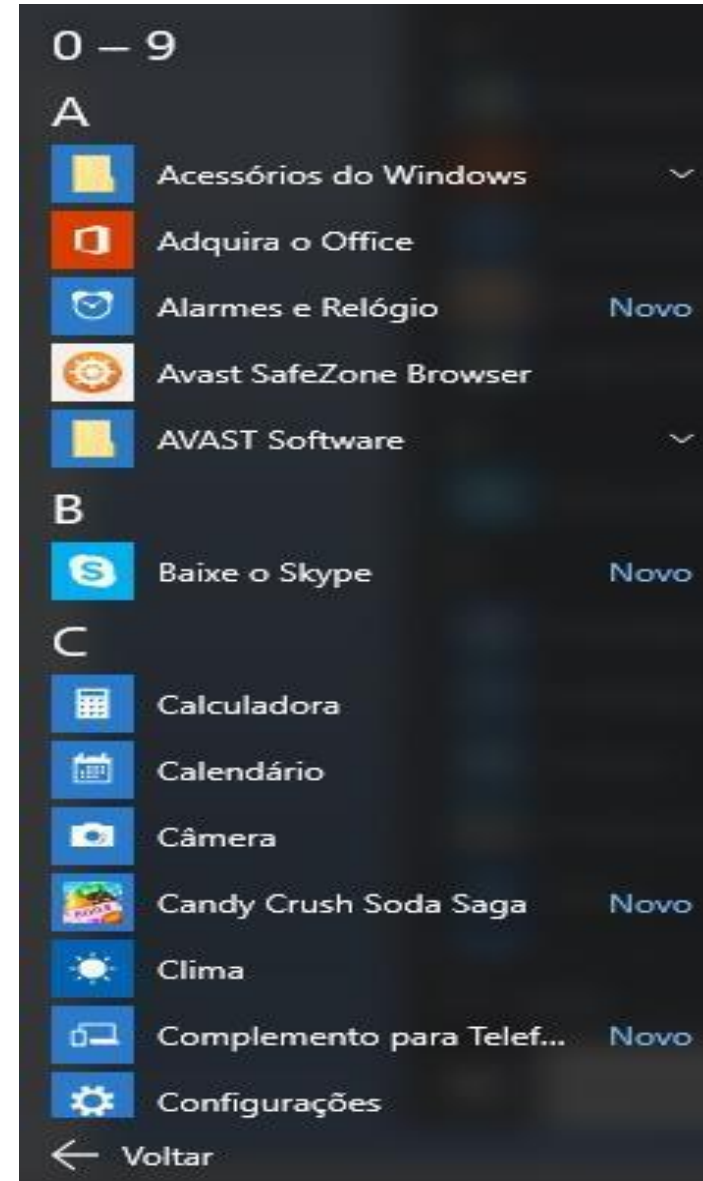 0 – 9
A
Acessórios do Windows
Adquira o Office
Alarmes e Relógio Novo
Avast SafeZone Browser
AVAST Software
B
Baixe o Skype Novo
C
Calculadora
Calendário
Câmera
Candy Crush Soda Saga Novo
Clima
Complemento para Telef... Novo
Configurações
Voltar